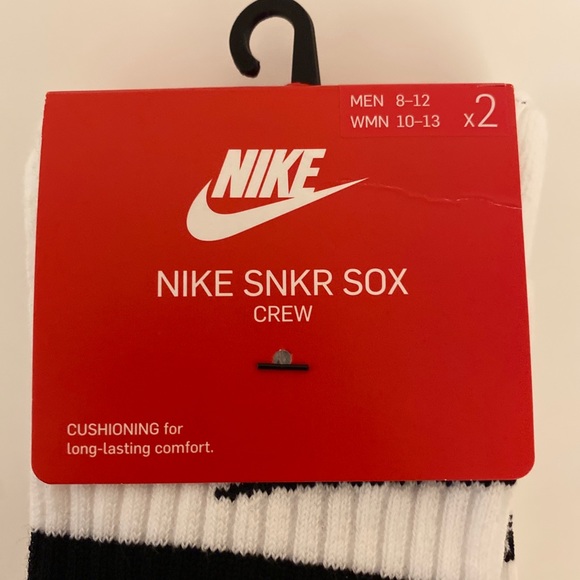 MEN 8–12
WMN 10–13
x2
NIKE
NIKE SNKR SOX
CREW
CUSHIONING for
long-lasting comfort.